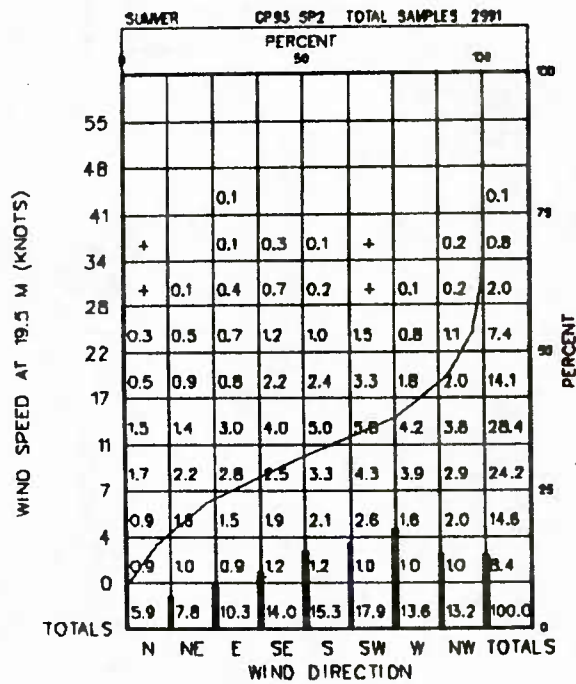 SUMMER CP93 SP2 TOTAL SAMPLES 2991
PERCENT
0 50 100
100
55
48
0.1 0.1
41 75
+ 0.1 0.3 0.1 + 0.2 0.8
34
+ 0.1 0.4 0.7 0.2 + 0.1 0.2 2.0
28
0.3 0.5 0.7 1.2 1.0 1.5 0.8 1.1 7.4
22 50
0.5 0.9 0.8 2.2 2.4 3.3 1.8 2.0 14.1
17
1.5 1.4 3.0 4.0 5.0 5.8 4.2 3.8 28.4
11
1.7 2.2 2.8 2.5 3.3 4.3 3.9 2.9 24.2
7 25
0.9 1.8 1.5 1.9 2.1 2.6 1.6 2.0 14.6
4
0.9 1.0 0.9 1.2 1.2 1.0 1.0 1.0 8.4
0
5.9 7.8 10.3 14.0 15.3 17.9 13.6 13.2 100.0
TOTALS 0
N NE E SE S SW W NW TOTALS
WIND DIRECTION
WIND SPEED AT 19.5 M (KNOTS)
PERCENT